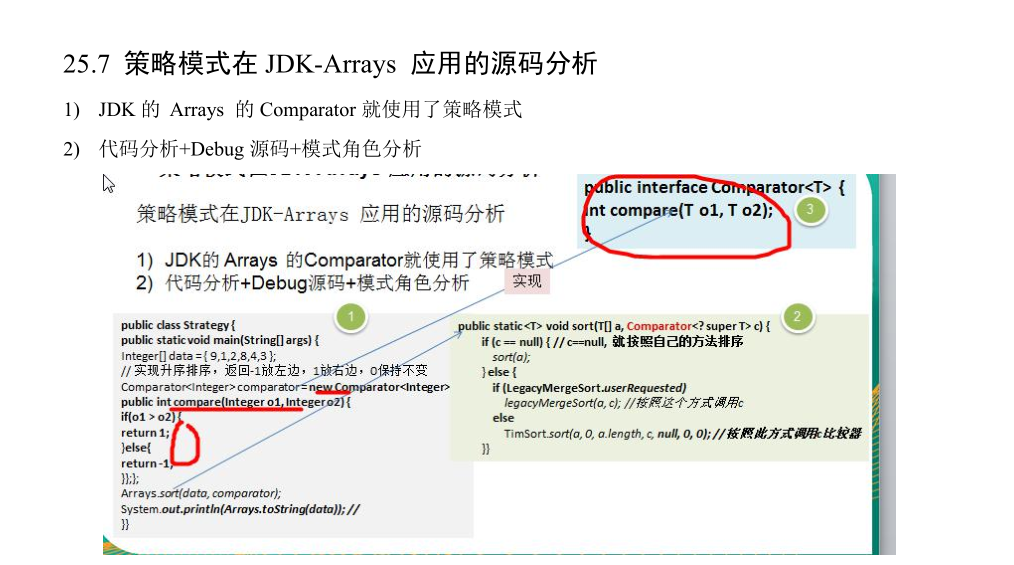 25.7 策略模式在 JDK-Arrays 应用的源码分析
1) JDK 的 Arrays 的 Comparator 就使用了策略模式
2) 代码分析+Debug 源码+模式角色分析
策略模式在JDK-Arrays 应用的源码分析
1) JDK的 Arrays 的Comparator就使用了策略模式
2) 代码分析+Debug源码+模式角色分析
public interface Comparator<T> {
int compare(T o1, T o2);
}
3
实现
1
public class Strategy {
public static void main(String[] args) {
Integer[] data = { 9,1,2,8,4,3 };
// 实现升序排序，返回-1放左边，1放右边，0保持不变
Comparator<Integer> comparator = new Comparator<Integer>
public int compare(Integer o1, Integer o2) {
if(o1 > o2) {
return 1;
}else{
return -1;
}};};
Arrays.sort(data, comparator);
System.out.println(Arrays.toString(data)); //
}}
2
public static <T> void sort(T[] a, Comparator<? super T> c) {
if (c == null) { // c==null, 就按照自己的方法排序
sort(a);
} else {
if (LegacyMergeSort.userRequested)
legacyMergeSort(a, c); //按照这个方式调用c
else
TimSort.sort(a, 0, a.length, c, null, 0, 0); //按照此方式调用c比较器
}}